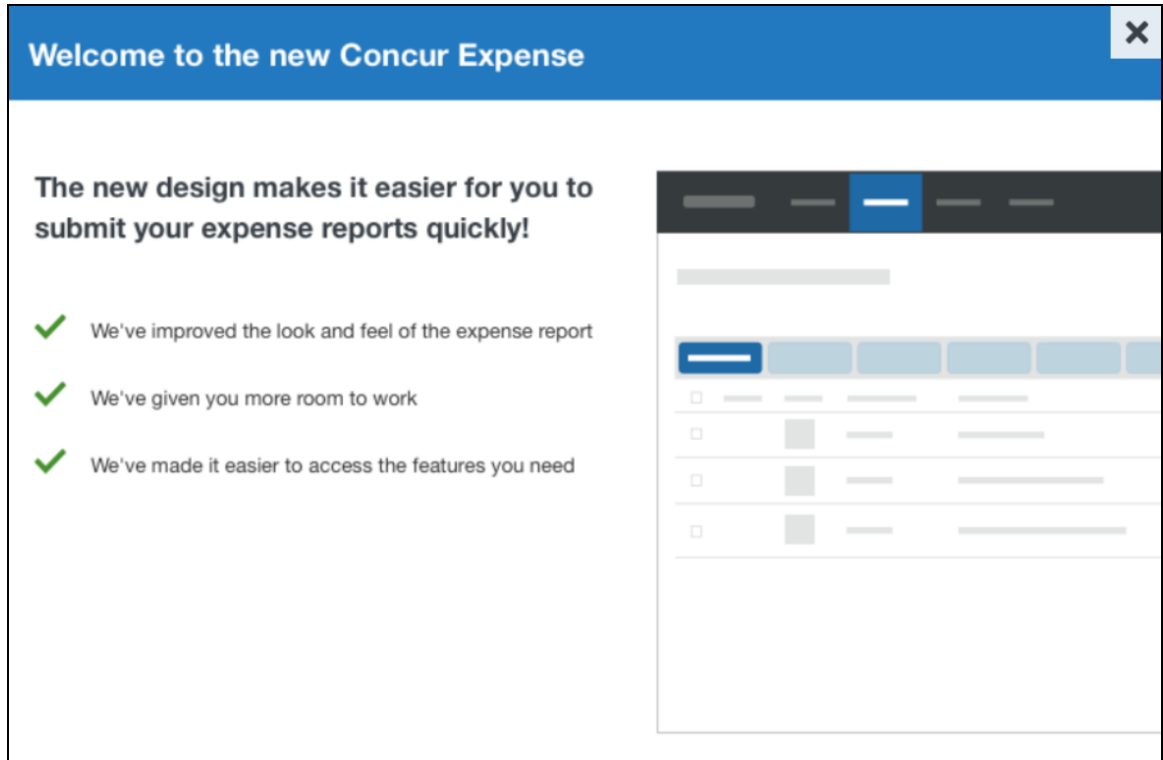 Welcome to the new Concur Expense
The new design makes it easier for you to
submit your expense reports quickly!
We've improved the look and feel of the expense report
We've given you more room to work
We've made it easier to access the features you need